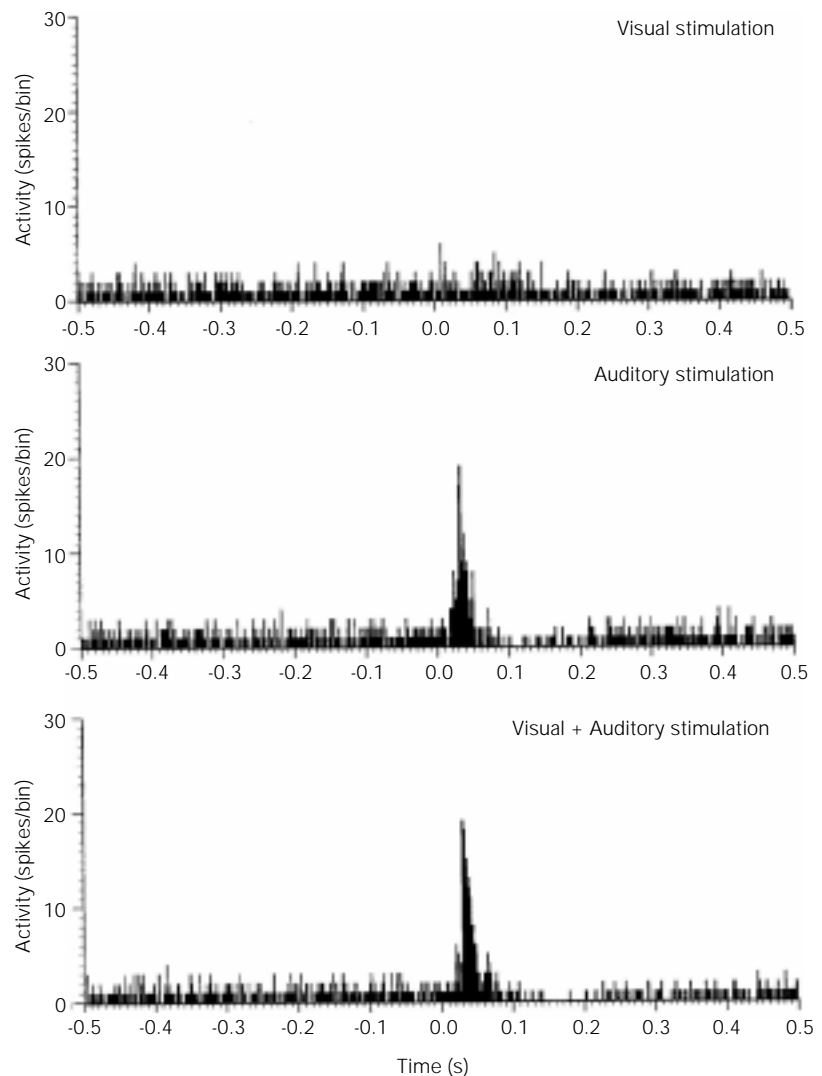 Visual stimulation
Activity (spikes/bin)
30
20
10
0
-0.5 -0.4 -0.3 -0.2 -0.1 0.0 0.1 0.2 0.3 0.4 0.5
Auditory stimulation
Activity (spikes/bin)
30
20
10
0
-0.5 -0.4 -0.3 -0.2 -0.1 0.0 0.1 0.2 0.3 0.4 0.5
Visual + Auditory stimulation
Activity (spikes/bin)
30
20
10
0
-0.5 -0.4 -0.3 -0.2 -0.1 0.0 0.1 0.2 0.3 0.4 0.5
Time (s)